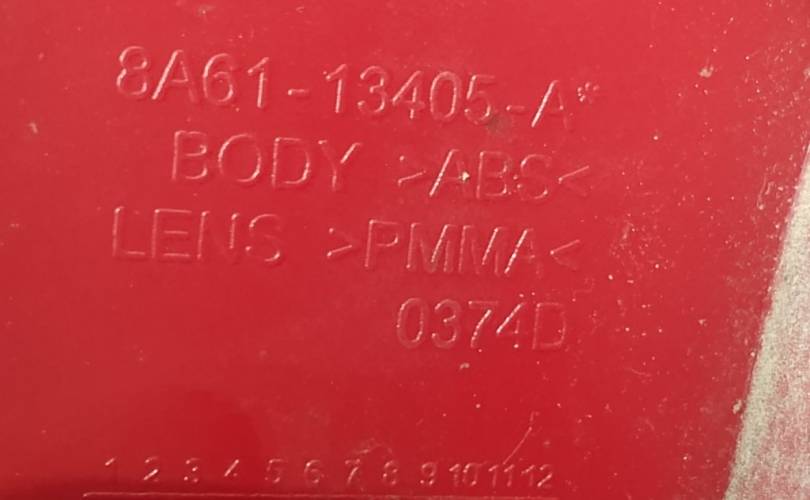 8A61-13405-A*
BODY >ABS<
LENS >PMMA<
0374D
1 2 3 4 5 6 7 8 9 10 11 12